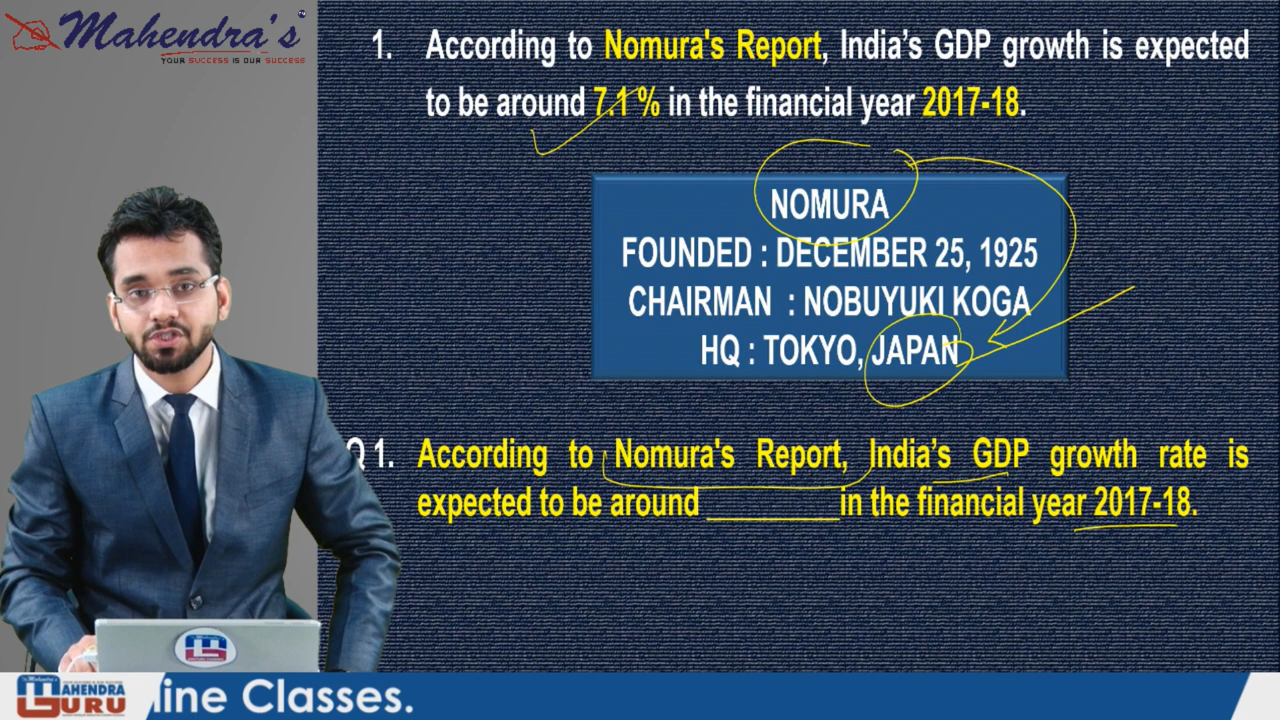 Mahendra's
YOUR SUCCESS IS OUR SUCCESS
1. According to Nomura's Report, India's GDP growth is expected
to be around 7.1 % in the financial year 2017-18.
NOMURA
FOUNDED : DECEMBER 25, 1925
CHAIRMAN : NOBUYUKI KOGA
HQ : TOKYO, JAPAN
Q 1. According to Nomura's Report, India's GDP growth rate is
expected to be around __________in the financial year 2017-18.
MAHENDRA
GURU
line Classes.